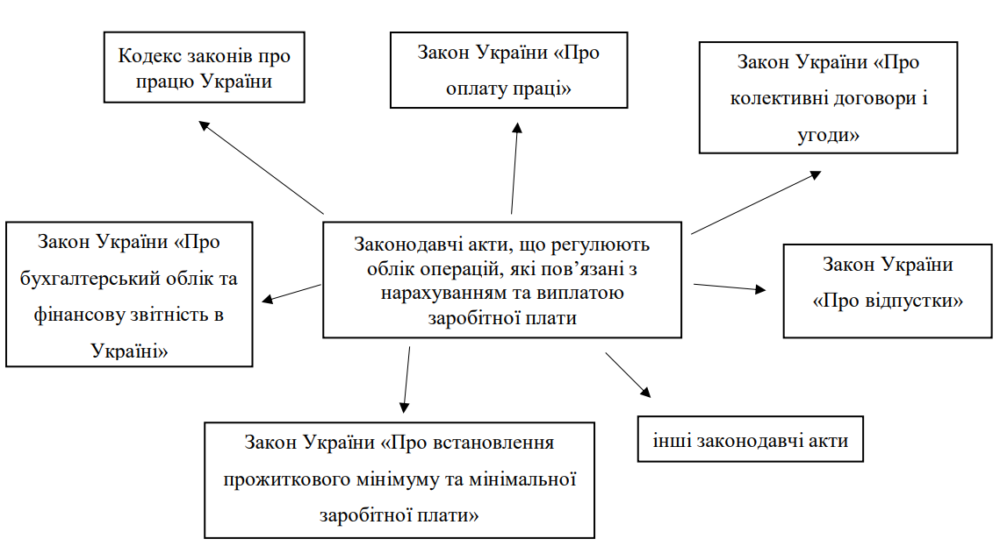 Кодекс законів про
працю України
Закон України «Про
оплату праці»
Закон України «Про
колективні договори і
угоди»
Закон України «Про
бухгалтерський облік та
фінансову звітність в
Україні»
Законодавчі акти, що регулюють
облік операцій, які пов’язані з
нарахуванням та виплатою
заробітної плати
Закон України
«Про відпустки»
Закон України «Про встановлення
прожиткового мінімуму та мінімальної
заробітної плати»
інші законодавчі акти